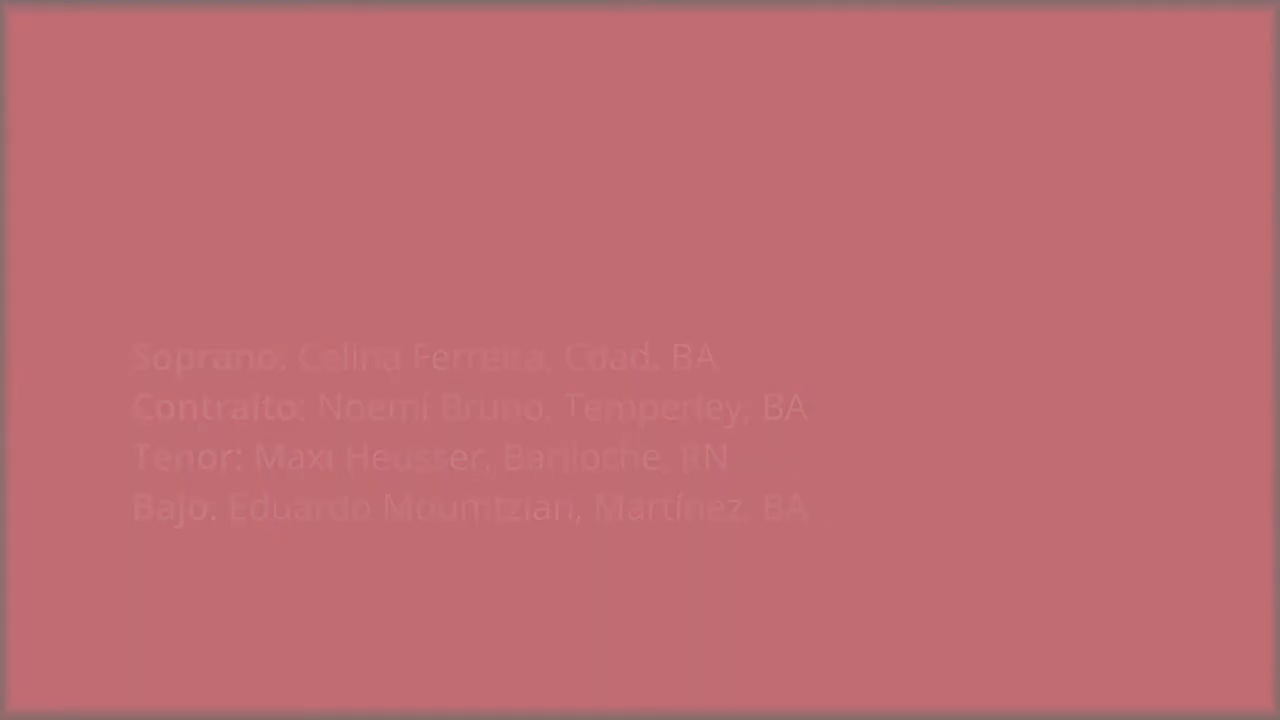 Soprano: Celina Ferreira, Cdad. BA
Contralto: Noemí Bruno, Temperley, BA
Tenor: Maxi Heusser, Bariloche, RN
Bajo: Eduardo Moumtzian, Martínez, BA